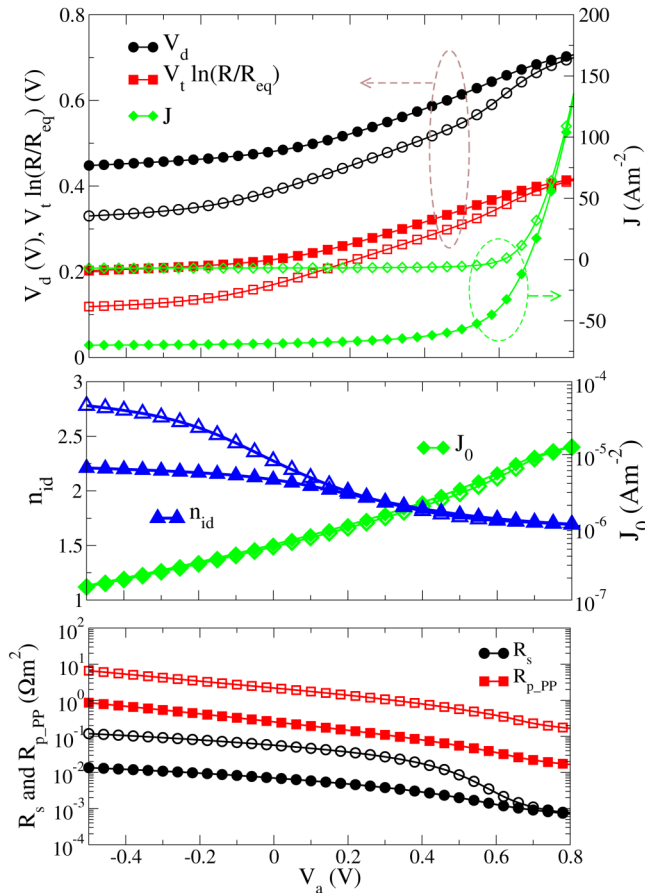 0.8
0.6
0.4
0.2
0
V_d (V), V_t ln(R/R_eq) (V)
V_d
V_t ln(R/R_eq)
J
200
150
100
50
0
-50
J (Am^-2)
3
2.5
2
1.5
1
n_id
n_id
J_0
10^-4
10^-5
10^-6
10^-7
J_0 (Am^-2)
10^2
10^1
10^0
10^-1
10^-2
10^-3
10^-4
R_s and R_p_PP (Ωm^2)
R_s
R_p_PP
-0.4 -0.2 0 0.2 0.4 0.6 0.8
V_a (V)